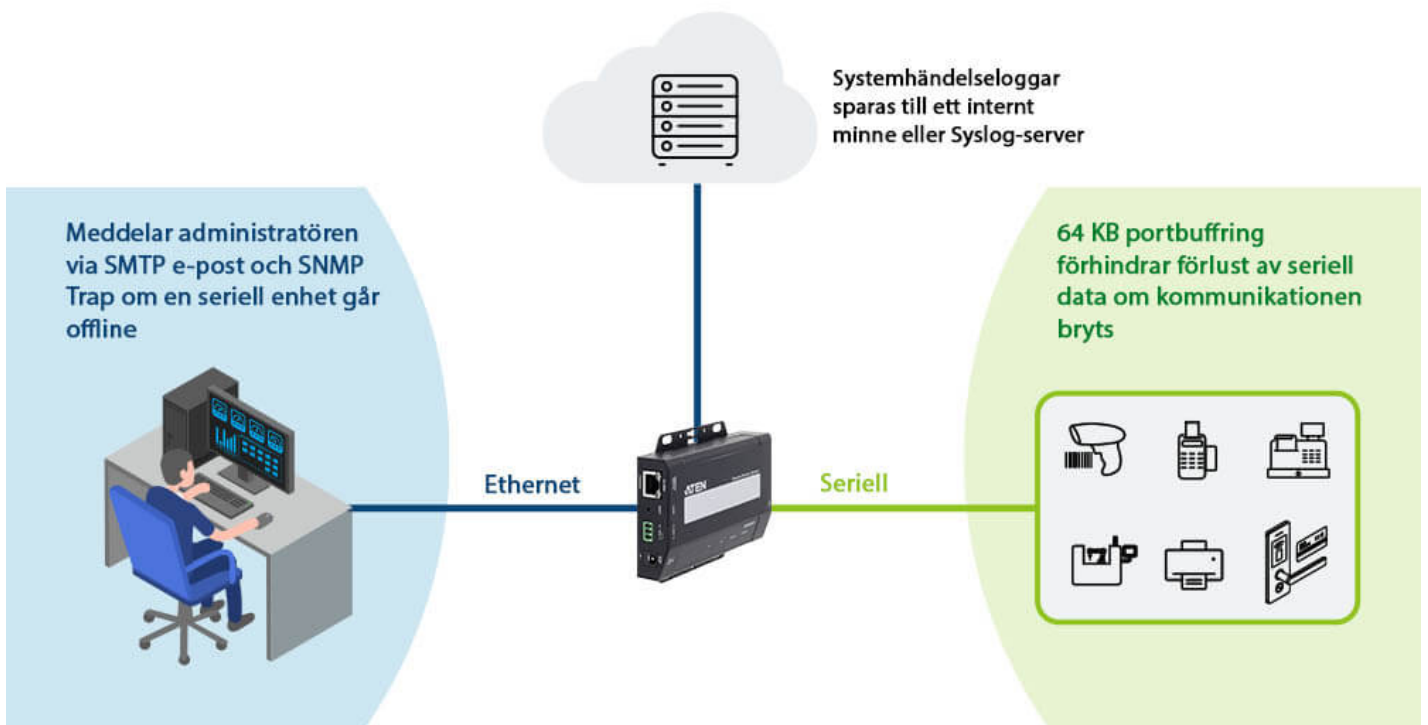 Systemhändelseloggar
sparas till ett internt
minne eller Syslog-server
Meddelar administratören
via SMTP e-post och SNMP
Trap om en seriell enhet går
offline
64 KB portbuffring
förhindrar förlust av seriell
data om kommunikationen
bryts
Ethernet
ATEN
Seriell